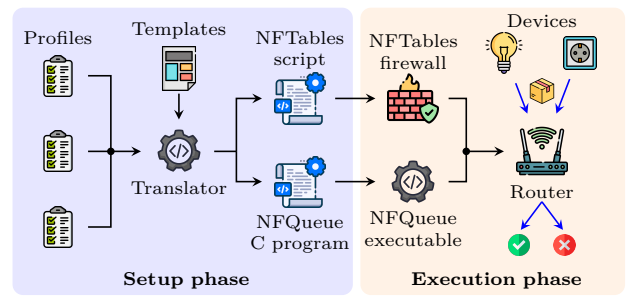 Profiles
Templates
Translator
NFTables
script
NFQueue
C program
Setup phase
NFTables
firewall
NFQueue
executable
Devices
Router
Execution phase